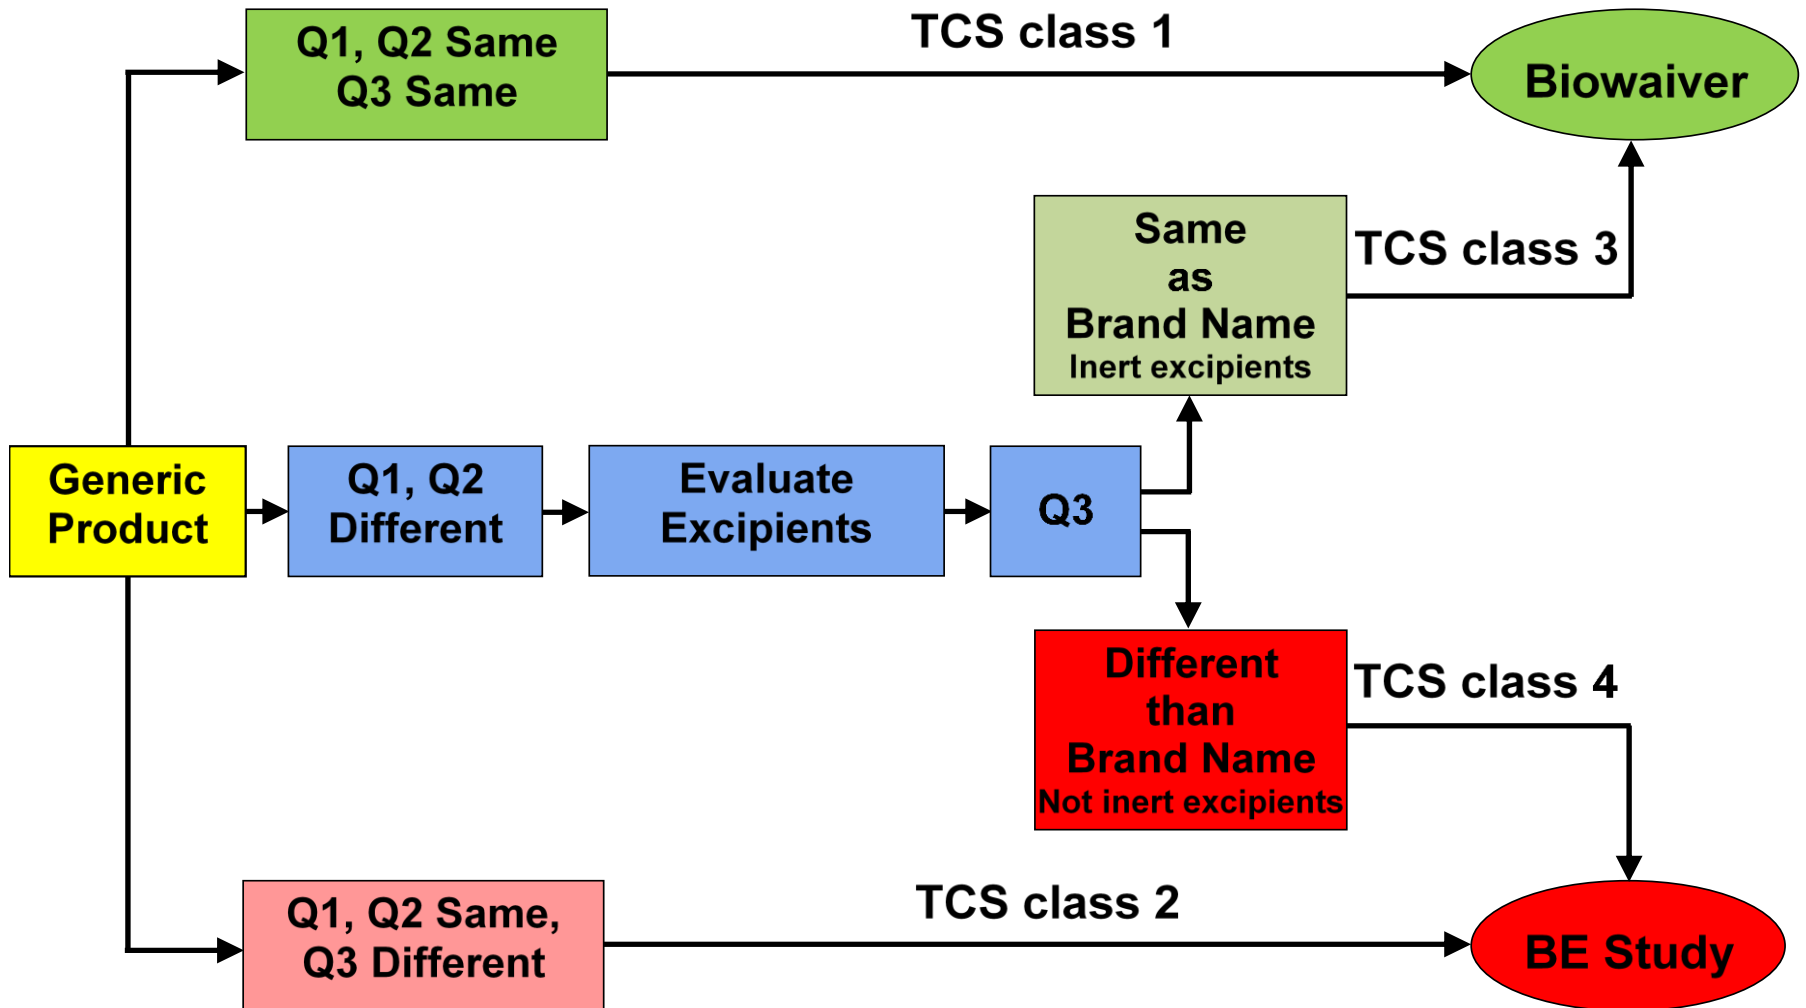 Q1, Q2 Same
Q3 Same
TCS class 1
Biowaiver
Same
as
Brand Name
Inert excipients
TCS class 3
Generic
Product
Q1, Q2
Different
Evaluate
Excipients
Q3
Different
than
Brand Name
Not inert excipients
TCS class 4
Q1, Q2 Same,
Q3 Different
TCS class 2
BE Study